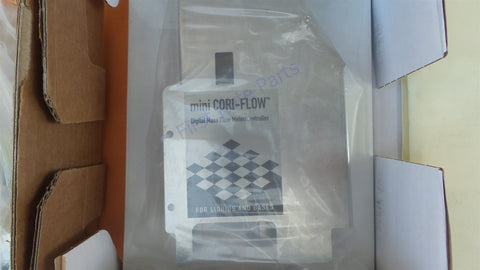 mini CORI-FLOW™
Digital Mass Flow Meter/Controller
FOR LIQUIDS AND GASES